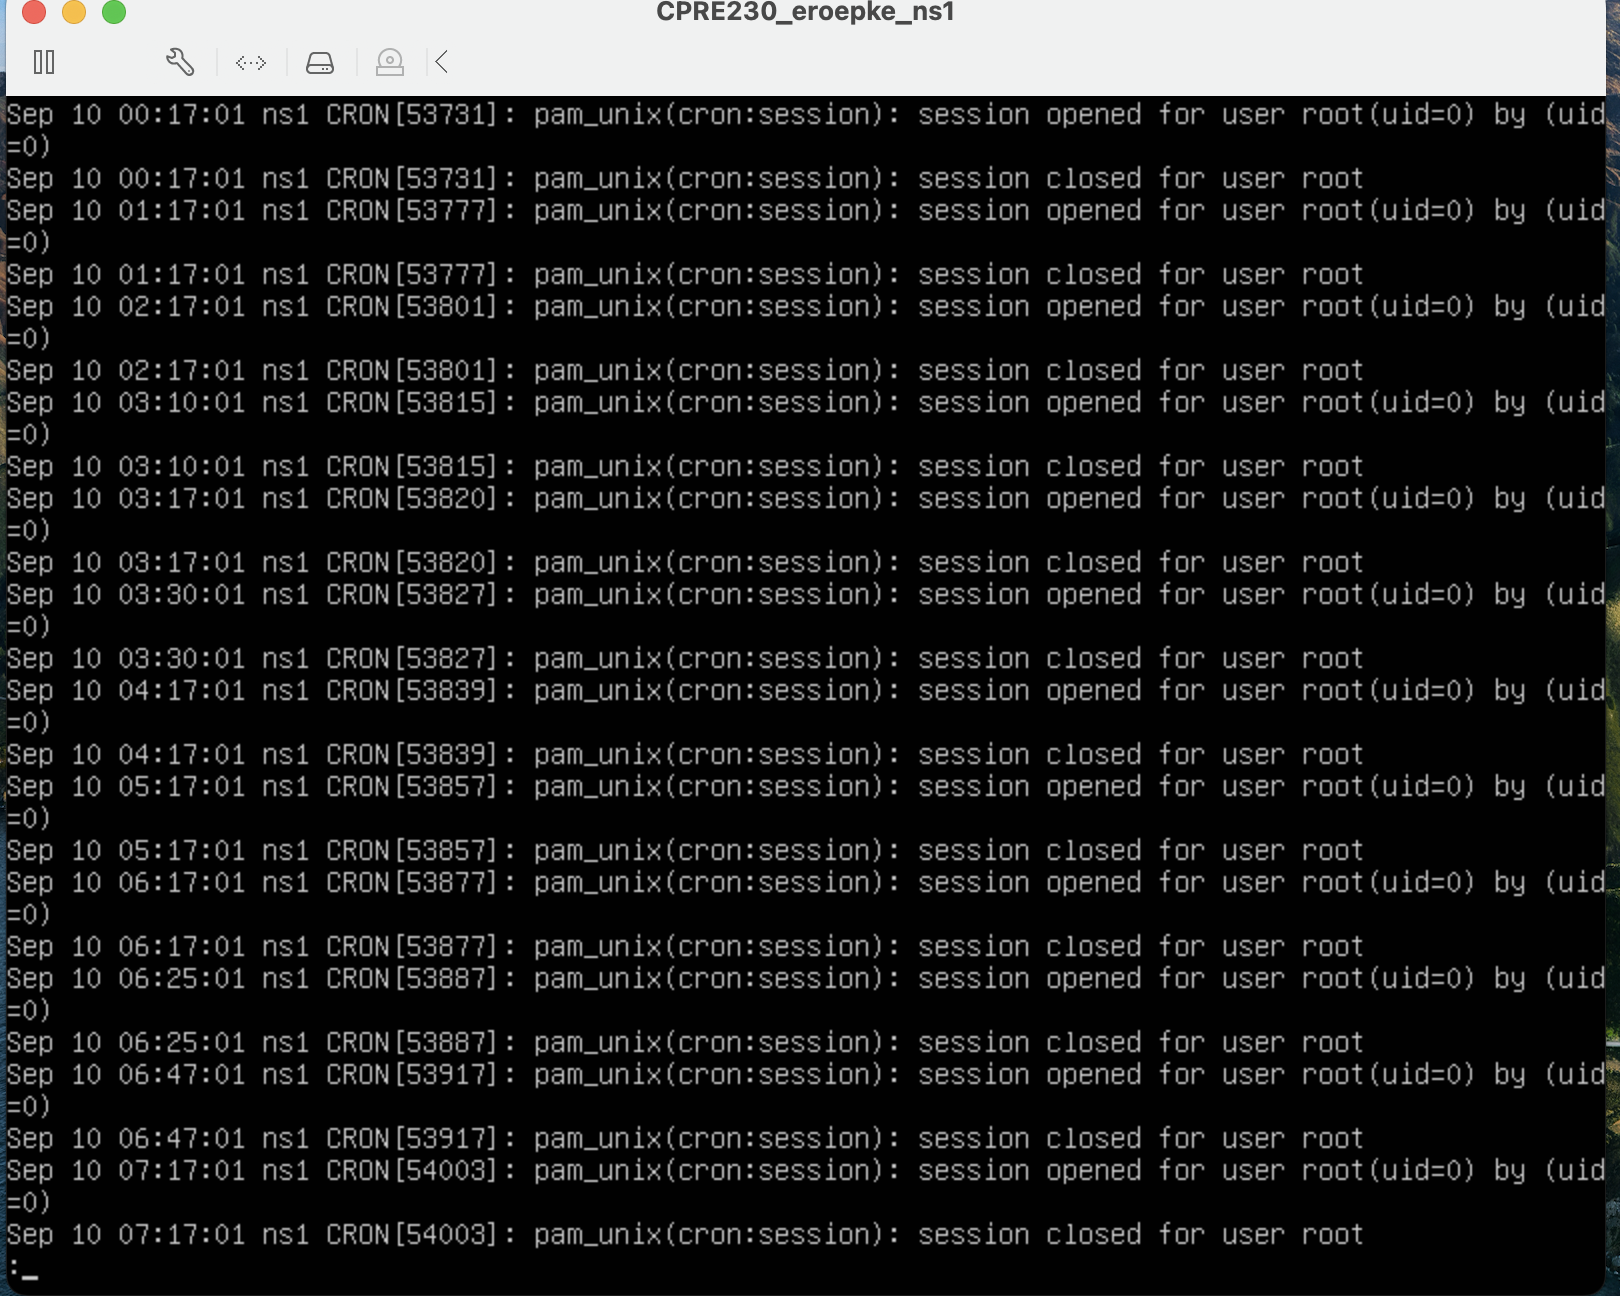 CPRE230_eroepke_ns1
Sep 10 00:17:01 ns1 CRON[53731]: pam_unix(cron:session): session opened for user root(uid=0) by (uid
=0)
Sep 10 00:17:01 ns1 CRON[53731]: pam_unix(cron:session): session closed for user root
Sep 10 01:17:01 ns1 CRON[53777]: pam_unix(cron:session): session opened for user root(uid=0) by (uid
=0)
Sep 10 01:17:01 ns1 CRON[53777]: pam_unix(cron:session): session closed for user root
Sep 10 02:17:01 ns1 CRON[53801]: pam_unix(cron:session): session opened for user root(uid=0) by (uid
=0)
Sep 10 02:17:01 ns1 CRON[53801]: pam_unix(cron:session): session closed for user root
Sep 10 03:10:01 ns1 CRON[53815]: pam_unix(cron:session): session opened for user root(uid=0) by (uid
=0)
Sep 10 03:10:01 ns1 CRON[53815]: pam_unix(cron:session): session closed for user root
Sep 10 03:17:01 ns1 CRON[53820]: pam_unix(cron:session): session opened for user root(uid=0) by (uid
=0)
Sep 10 03:17:01 ns1 CRON[53820]: pam_unix(cron:session): session closed for user root
Sep 10 03:30:01 ns1 CRON[53827]: pam_unix(cron:session): session opened for user root(uid=0) by (uid
=0)
Sep 10 03:30:01 ns1 CRON[53827]: pam_unix(cron:session): session closed for user root
Sep 10 04:17:01 ns1 CRON[53839]: pam_unix(cron:session): session opened for user root(uid=0) by (uid
=0)
Sep 10 04:17:01 ns1 CRON[53839]: pam_unix(cron:session): session closed for user root
Sep 10 05:17:01 ns1 CRON[53857]: pam_unix(cron:session): session opened for user root(uid=0) by (uid
=0)
Sep 10 05:17:01 ns1 CRON[53857]: pam_unix(cron:session): session closed for user root
Sep 10 06:17:01 ns1 CRON[53877]: pam_unix(cron:session): session opened for user root(uid=0) by (uid
=0)
Sep 10 06:17:01 ns1 CRON[53877]: pam_unix(cron:session): session closed for user root
Sep 10 06:25:01 ns1 CRON[53887]: pam_unix(cron:session): session opened for user root(uid=0) by (uid
=0)
Sep 10 06:25:01 ns1 CRON[53887]: pam_unix(cron:session): session closed for user root
Sep 10 06:47:01 ns1 CRON[53917]: pam_unix(cron:session): session opened for user root(uid=0) by (uid
=0)
Sep 10 06:47:01 ns1 CRON[53917]: pam_unix(cron:session): session closed for user root
Sep 10 07:17:01 ns1 CRON[54003]: pam_unix(cron:session): session opened for user root(uid=0) by (uid
=0)
Sep 10 07:17:01 ns1 CRON[54003]: pam_unix(cron:session): session closed for user root
:_